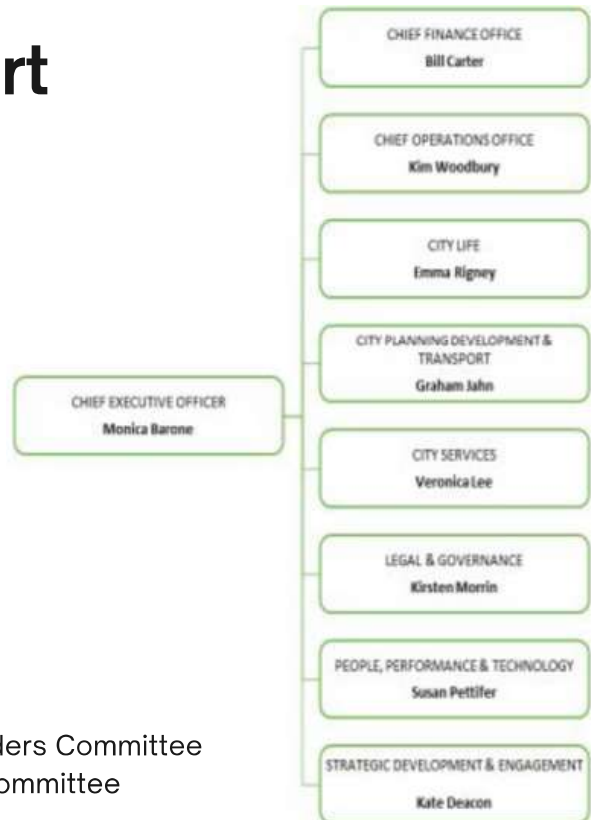 rt
CHIEF FINANCE OFFICE
Bill Carter
CHIEF OPERATIONS OFFICE
Kim Woodbury
CITY LIFE
Emma Rigney
CITY PLANNING DEVELOPMENT &
TRANSPORT
Graham Jahn
CHIEF EXECUTIVE OFFICER
Monica Barone
CITY SERVICES
Veronica Lee
LEGAL & GOVERNANCE
Kirsten Morrin
PEOPLE, PERFORMANCE & TECHNOLOGY
Susan Pettifer
STRATEGIC DEVELOPMENT & ENGAGEMENT
Kate Deacon
ders Committee
ommittee